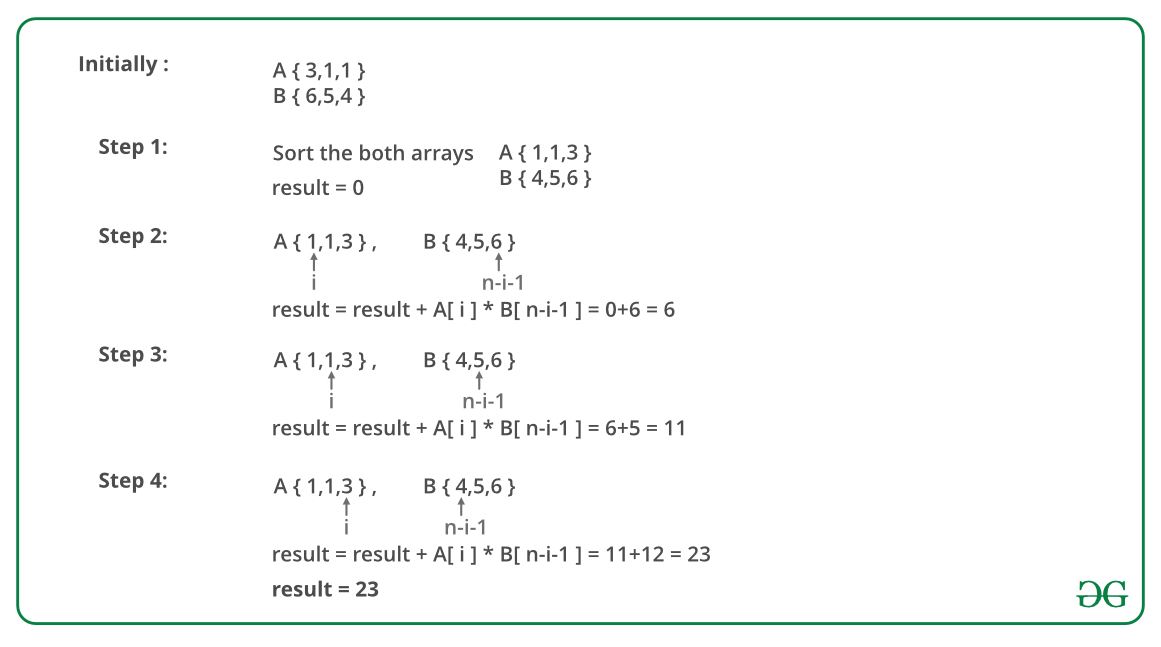 Initially :
A { 3,1,1 }
B { 6,5,4 }
Step 1:
Sort the both arrays A { 1,1,3 }
B { 4,5,6 }
result = 0
Step 2:
A { 1,1,3 } , B { 4,5,6 }
i n-i-1
result = result + A[ i ] * B[ n-i-1 ] = 0+6 = 6
Step 3:
A { 1,1,3 } , B { 4,5,6 }
i n-i-1
result = result + A[ i ] * B[ n-i-1 ] = 6+5 = 11
Step 4:
A { 1,1,3 } , B { 4,5,6 }
i n-i-1
result = result + A[ i ] * B[ n-i-1 ] = 11+12 = 23
result = 23